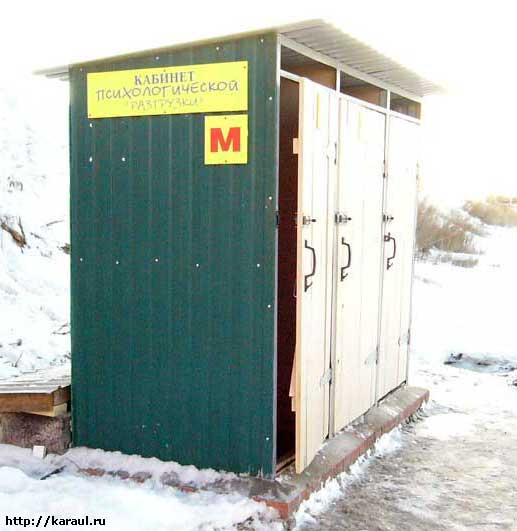 КАБИНЕТ
ПСИХОЛОГИЧЕСКОЙ
"РАЗГРУЗКИ"
М
http://karaul.ru